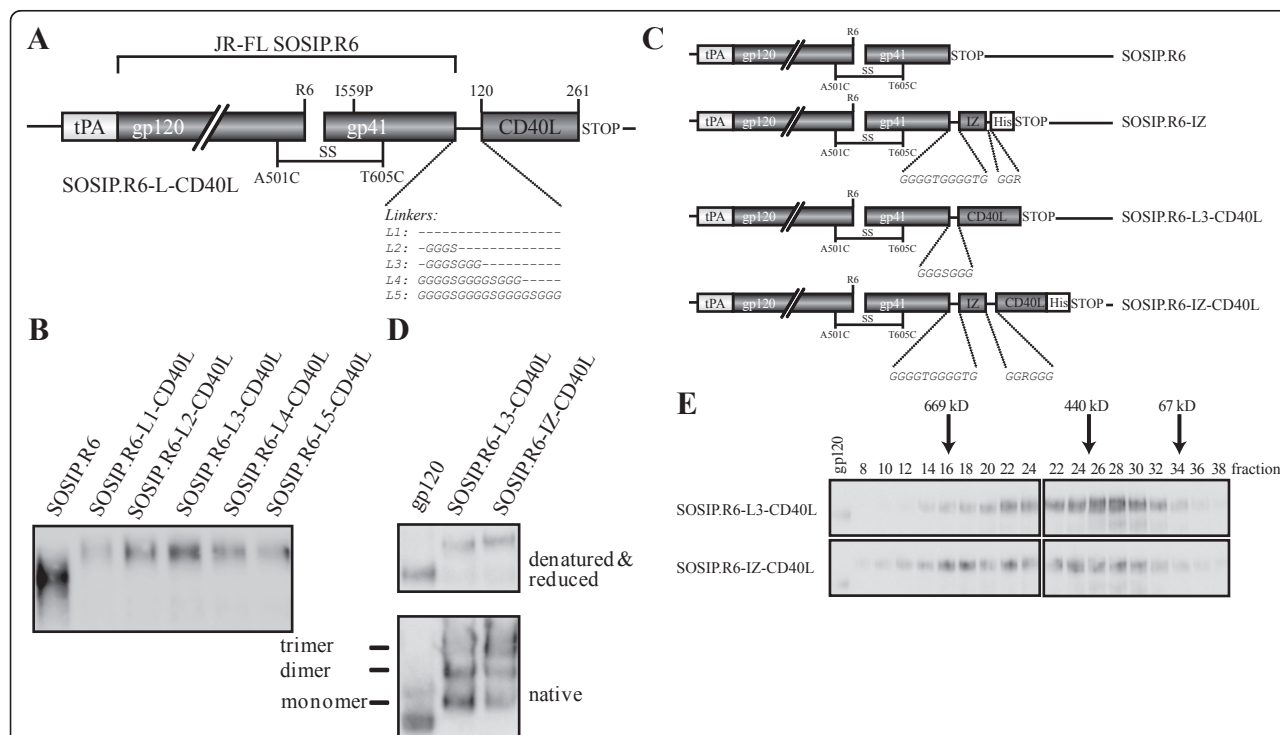 A
JR-FL SOSIP.R6
R6 I559P 120 261
tPA gp120 gp41 CD40L STOP
SS
A501C T605C
SOSIP.R6-L-CD40L
Linkers:
L1: -----------------
L2: -GGGS------------
L3: -GGGSGGG---------
L4: GGGGSGGGGSGGG-----
L5: GGGGSGGGGSGGGGSGGG
B
SOSIP.R6
SOSIP.R6-L1-CD40L
SOSIP.R6-L2-CD40L
SOSIP.R6-L3-CD40L
SOSIP.R6-L4-CD40L
SOSIP.R6-L5-CD40L
C
R6
tPA gp120 gp41 STOP SOSIP.R6
SS
A501C T605C
R6
tPA gp120 gp41 IZ His STOP SOSIP.R6-IZ
SS
A501C T605C
GGGGTGGGGTG GGR
R6
tPA gp120 gp41 CD40L STOP SOSIP.R6-L3-CD40L
SS
A501C T605C
GGGSGGG
R6
tPA gp120 gp41 IZ CD40L His STOP SOSIP.R6-IZ-CD40L
SS
A501C T605C
GGGGTGGGGTG GGRGGG
D
gp120
SOSIP.R6-L3-CD40L
SOSIP.R6-IZ-CD40L
denatured &
reduced
trimer
dimer
monomer
native
E
669 kD 440 kD 67 kD
gp120 8 10 12 14 16 18 20 22 24 22 24 26 28 30 32 34 36 38 fraction
SOSIP.R6-L3-CD40L
SOSIP.R6-IZ-CD40L